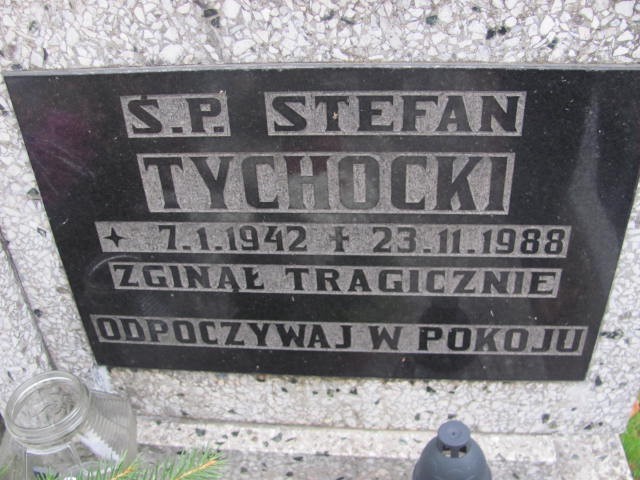 Ś.P. STEFAN
TYCHOCKI
+ 7.1.1942 ✝ 23.11.1988
ZGINĄŁ TRAGICZNIE
ODPOCZYWAJ W POKOJU